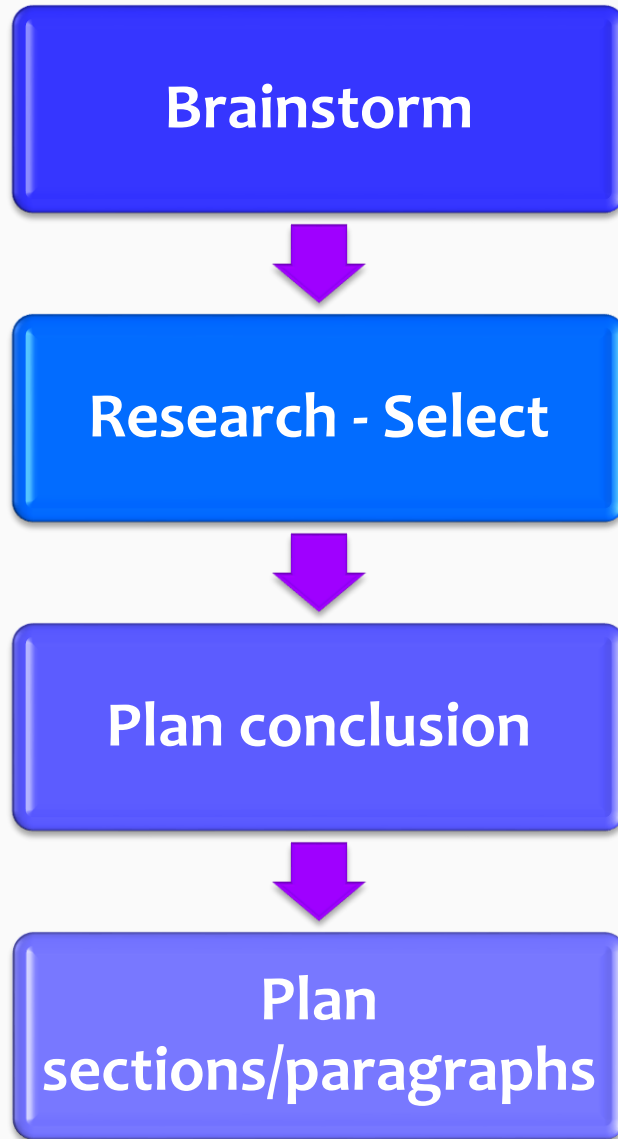 Brainstorm
Research - Select
Plan conclusion
Plan
sections/paragraphs